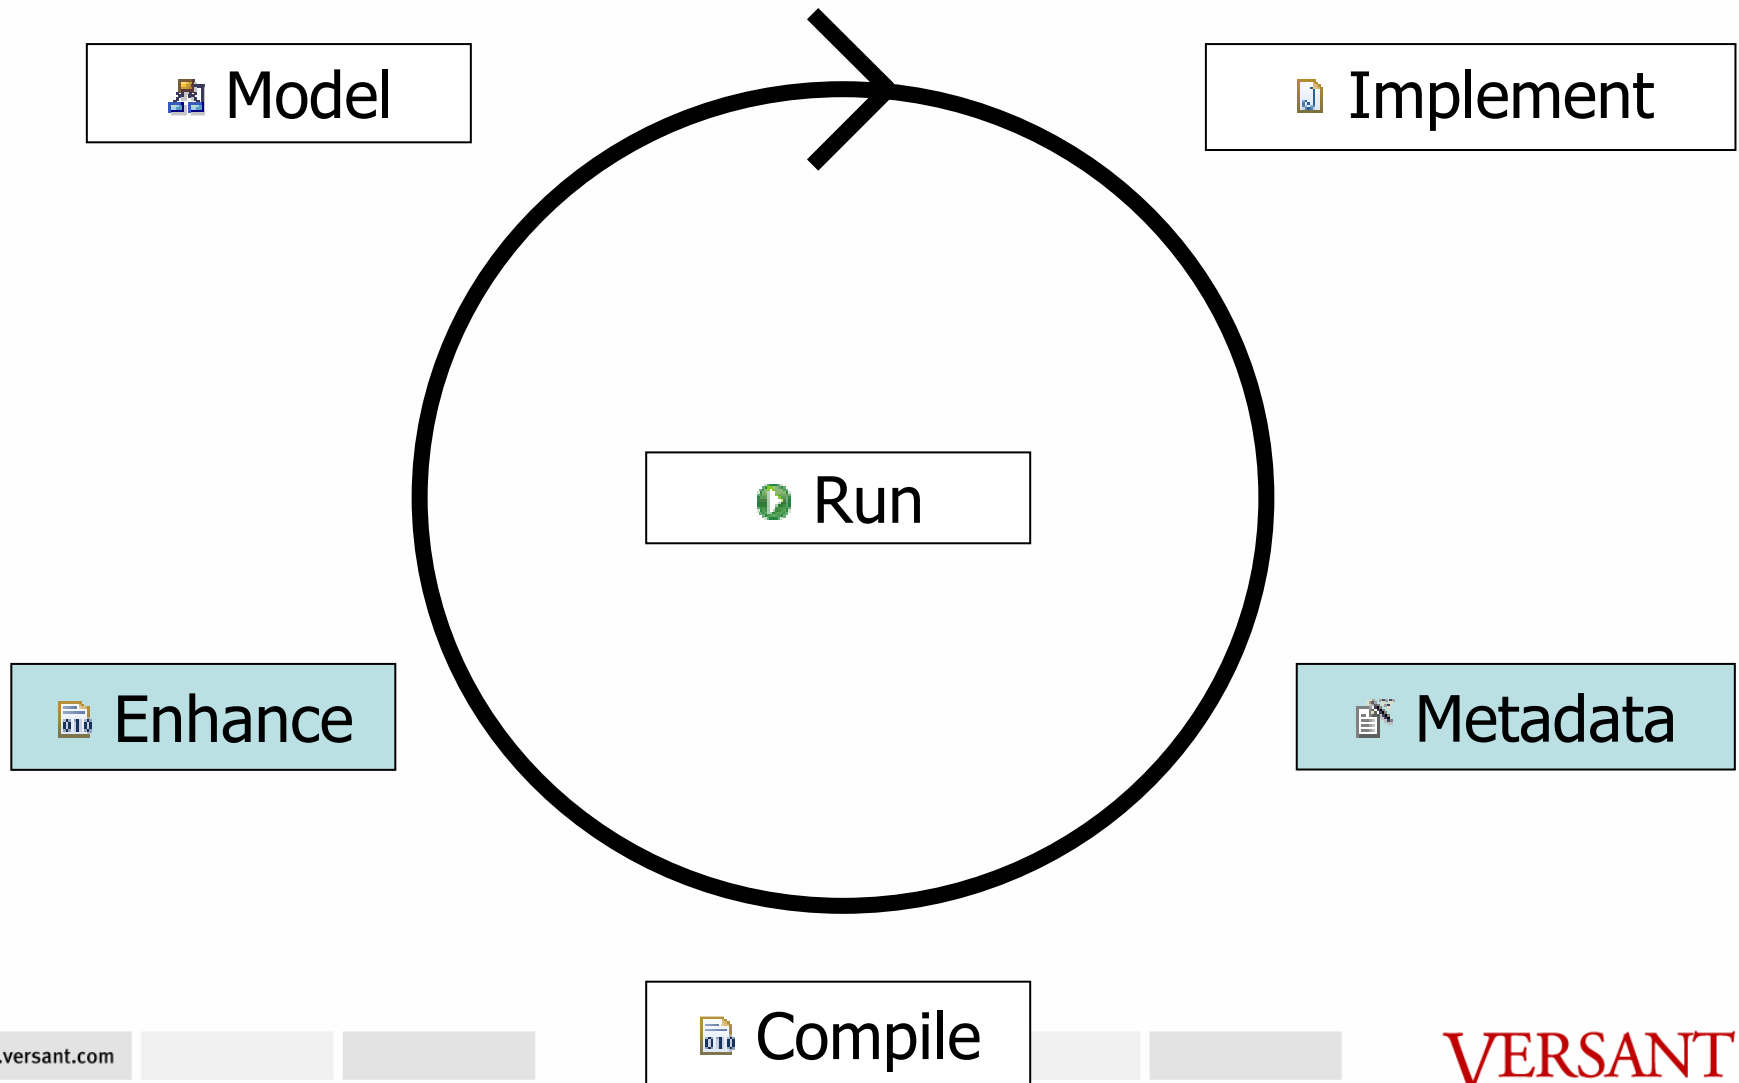 Model
Implement
Run
Enhance
Metadata
Compile
.versant.com
VERSANT